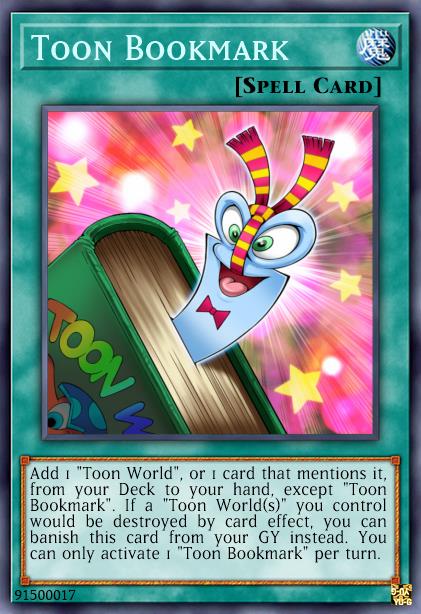 Toon Bookmark
魔
[Spell Card]
TOON W
Add 1 "Toon World", or 1 card that mentions it,
from your Deck to your hand, except "Toon
Bookmark". If a "Toon World(s)" you control
would be destroyed by card effect, you can
banish this card from your GY instead. You
can only activate 1 "Toon Bookmark" per turn.
91500017